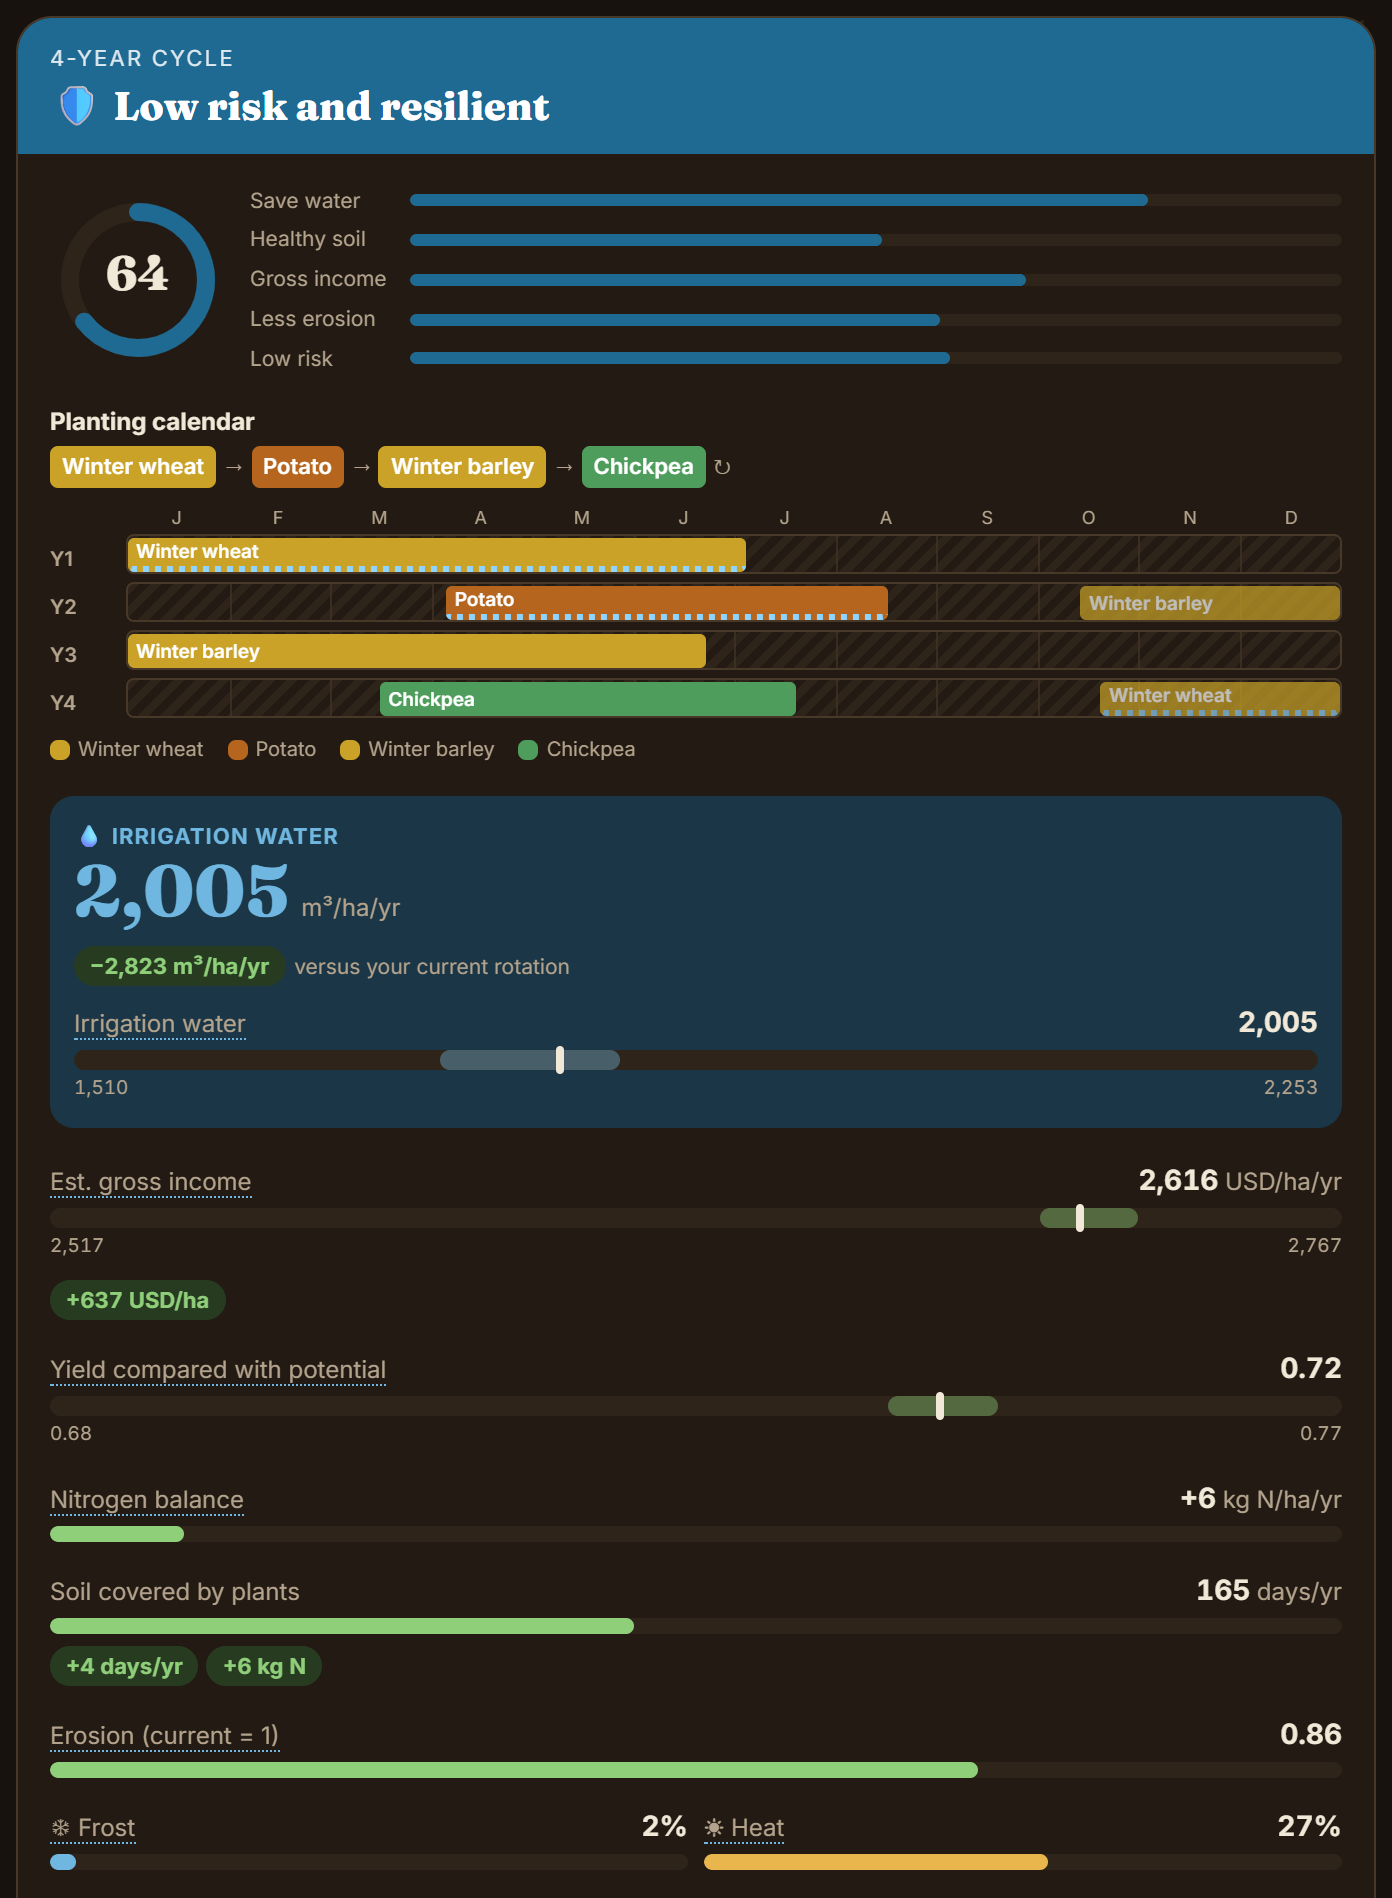 4-YEAR CYCLE
Low risk and resilient
64
Save water
Healthy soil
Gross income
Less erosion
Low risk
Planting calendar
Winter wheat → Potato → Winter barley → Chickpea ↻
J F M A M J J A S O N D
Y1 Winter wheat
Y2 Potato Winter barley
Y3 Winter barley
Y4 Chickpea Winter wheat
Winter wheat Potato Winter barley Chickpea
IRRIGATION WATER
2,005 m³/ha/yr
−2,823 m³/ha/yr versus your current rotation
Irrigation water 2,005
1,510 2,253
Est. gross income 2,616 USD/ha/yr
2,517 2,767
+637 USD/ha
Yield compared with potential 0.72
0.68 0.77
Nitrogen balance +6 kg N/ha/yr
Soil covered by plants 165 days/yr
+4 days/yr +6 kg N
Erosion (current = 1) 0.86
Frost 2% Heat 27%